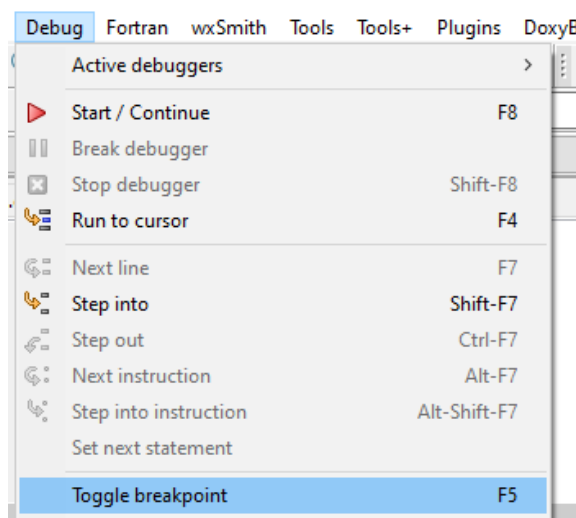 Debug Fortran wxSmith Tools Tools+ Plugins DoxyB
Active debuggers
Start / Continue F8
Break debugger
Stop debugger Shift-F8
Run to cursor F4
Next line F7
Step into Shift-F7
Step out Ctrl-F7
Next instruction Alt-F7
Step into instruction Alt-Shift-F7
Set next statement
Toggle breakpoint F5